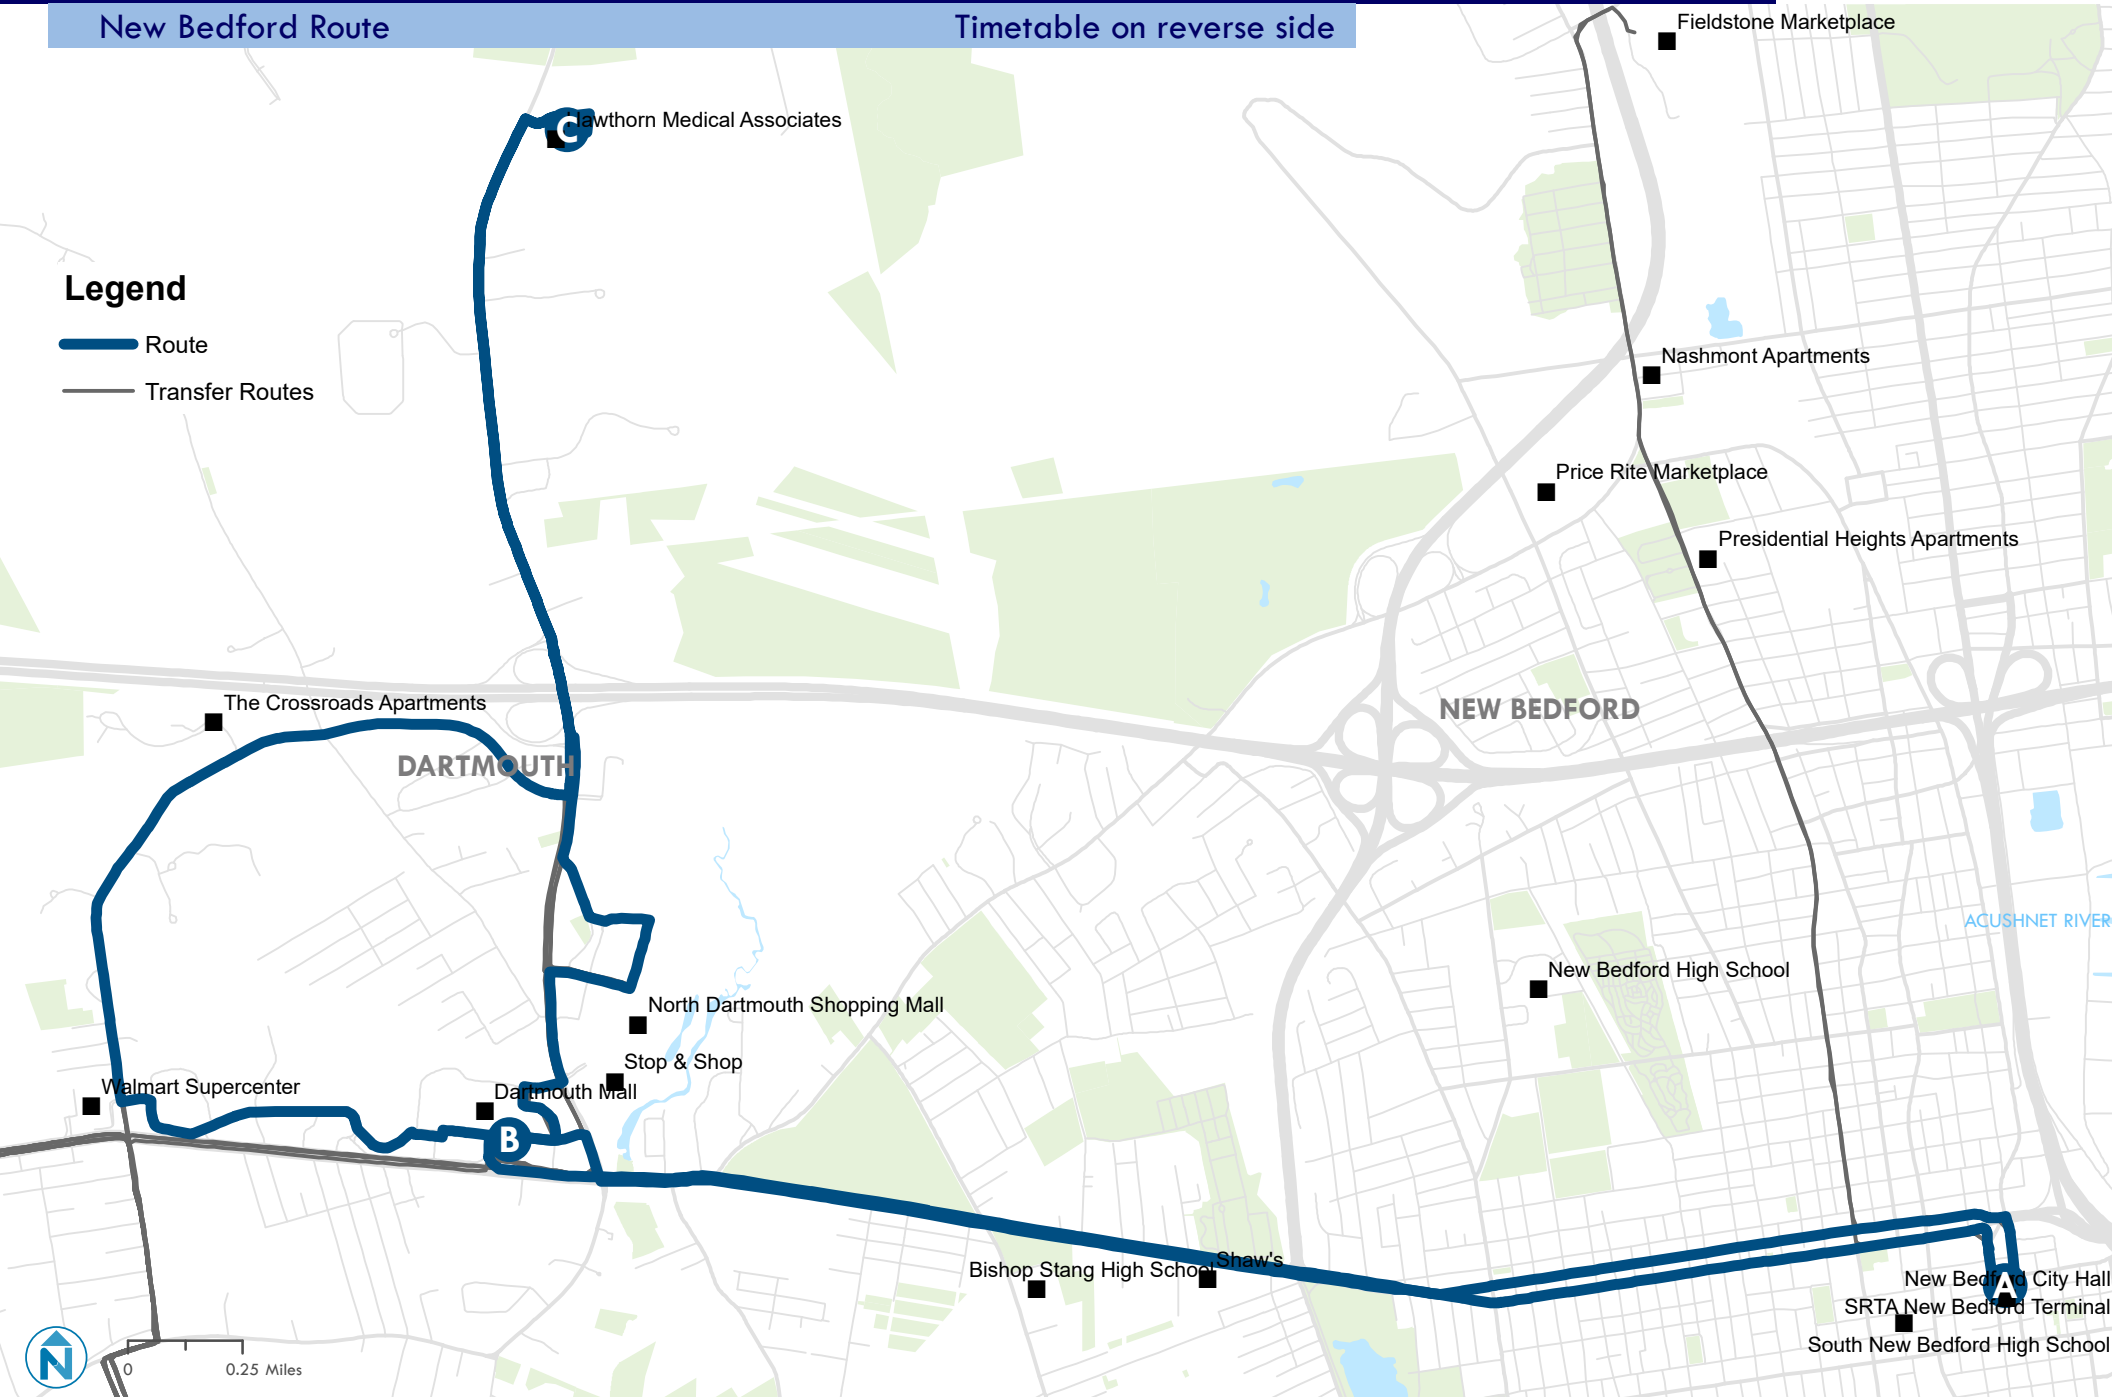 New Bedford Route
Timetable on reverse side
Fieldstone Marketplace
C
Hawthorn Medical Associates
Legend
Route
Transfer Routes
Nashmont Apartments
Price Rite Marketplace
Presidential Heights Apartments
The Crossroads Apartments
NEW BEDFORD
DARTMOUTH
ACUSHNET RIVER
New Bedford High School
North Dartmouth Shopping Mall
Stop & Shop
Walmart Supercenter
Dartmouth Mall
B
Shaw's
Bishop Stang High School
New Bedford City Hall
A
SRTA New Bedford Terminal
South New Bedford High School
N
0 0.25 Miles